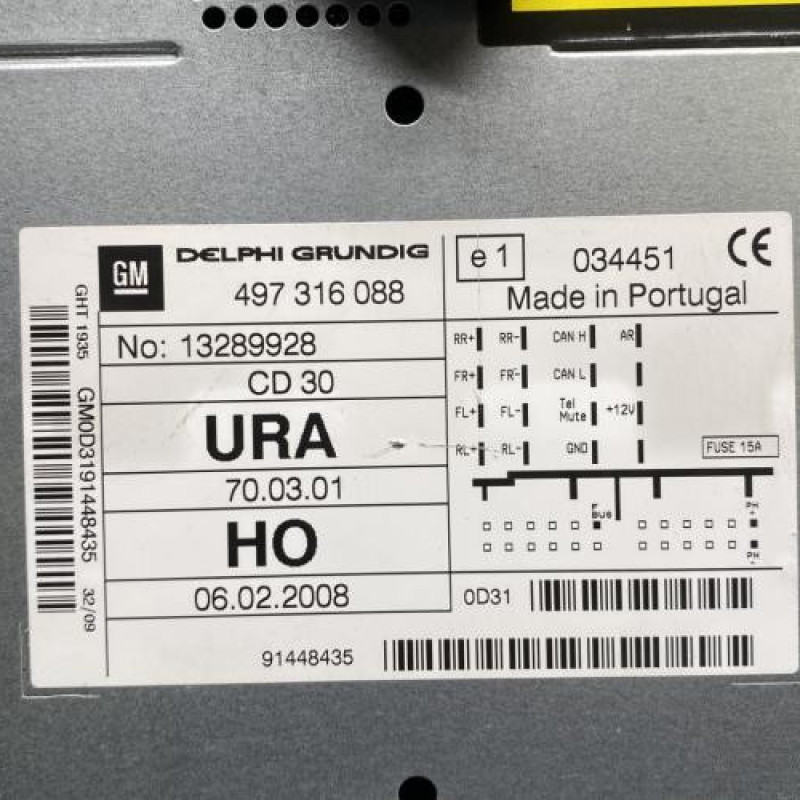 GM DELPHI GRUNDIG
497 316 088
e 1 034451 CE
Made in Portugal
No: 13289928
CD 30
URA
70.03.01
HO
06.02.2008
RR+ RR- CAN H AR
FR+ FR- CAN L
FL+ FL- Tel Mute +12V
RL+ RL- GND
FUSE 15A
F BUS
PH +
PH -
0D31
91448435
GHT 1935 GM0D3191448435 32/09